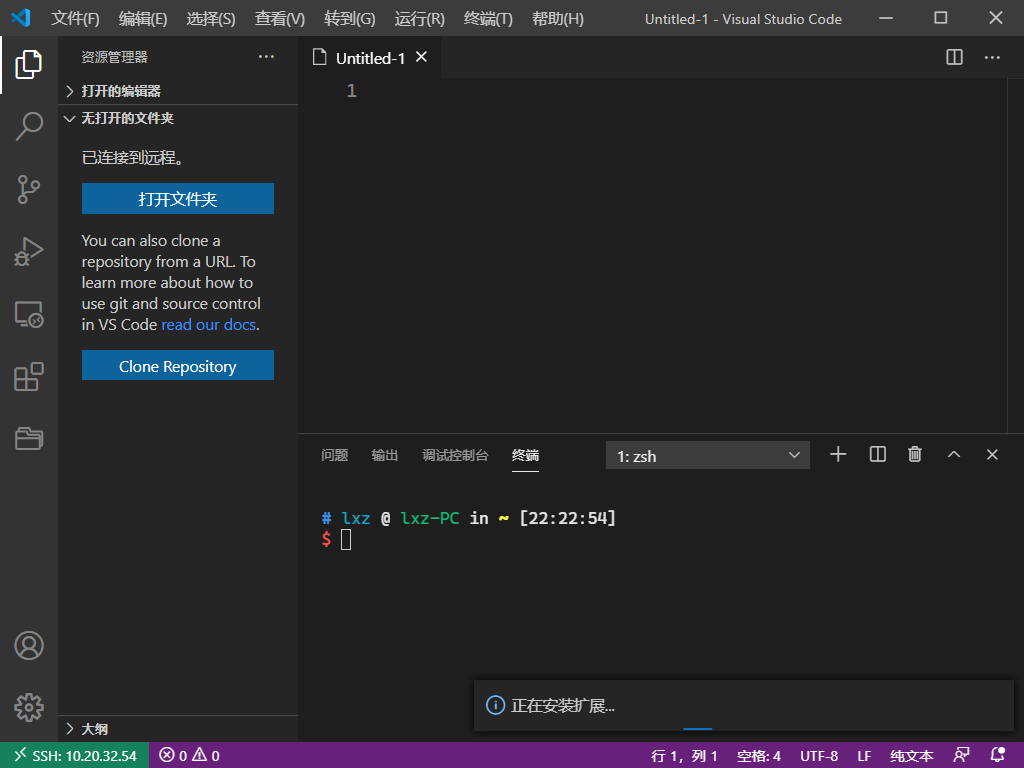 文件(F) 编辑(E) 选择(S) 查看(V) 转到(G) 运行(R) 终端(T) 帮助(H) Untitled-1 - Visual Studio Code
资源管理器
打开的编辑器
无打开的文件夹
已连接到远程。
打开文件夹
You can also clone a
repository from a URL. To
learn more about how to
use git and source control
in VS Code read our docs.
Clone Repository
大纲
Untitled-1
1
问题 输出 调试控制台 终端 1: zsh
# lxz @ lxz-PC in ~ [22:22:54]
$
正在安装扩展...
SSH: 10.20.32.54 0 0 行 1，列 1 空格: 4 UTF-8 LF 纯文本